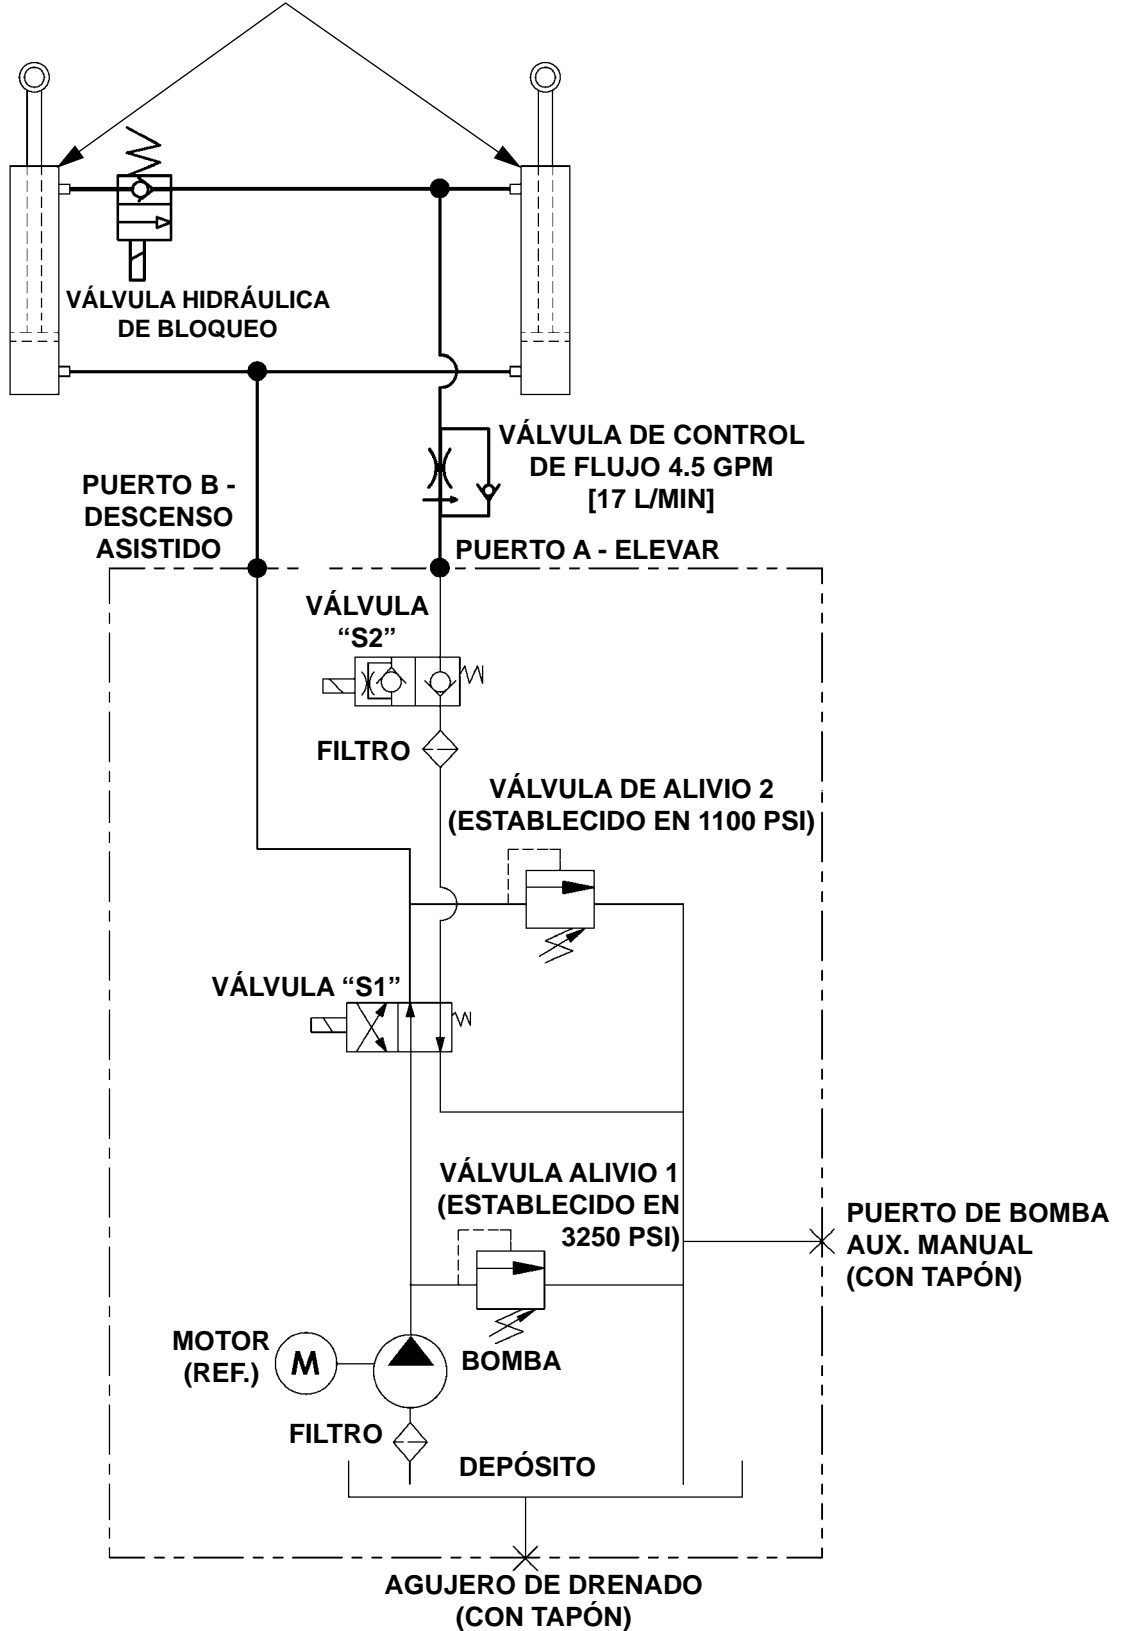 VÁLVULA HIDRÁULICA
DE BLOQUEO
VÁLVULA DE CONTROL
DE FLUJO 4.5 GPM
[17 L/MIN]
PUERTO B -
DESCENSO
ASISTIDO
PUERTO A - ELEVAR
VÁLVULA
“S2”
FILTRO
VÁLVULA DE ALIVIO 2
(ESTABLECIDO EN 1100 PSI)
VÁLVULA “S1”
VÁLVULA ALIVIO 1
(ESTABLECIDO EN
3250 PSI)
PUERTO DE BOMBA
AUX. MANUAL
(CON TAPÓN)
MOTOR
(REF.)
M
BOMBA
FILTRO
DEPÓSITO
AGUJERO DE DRENADO
(CON TAPÓN)